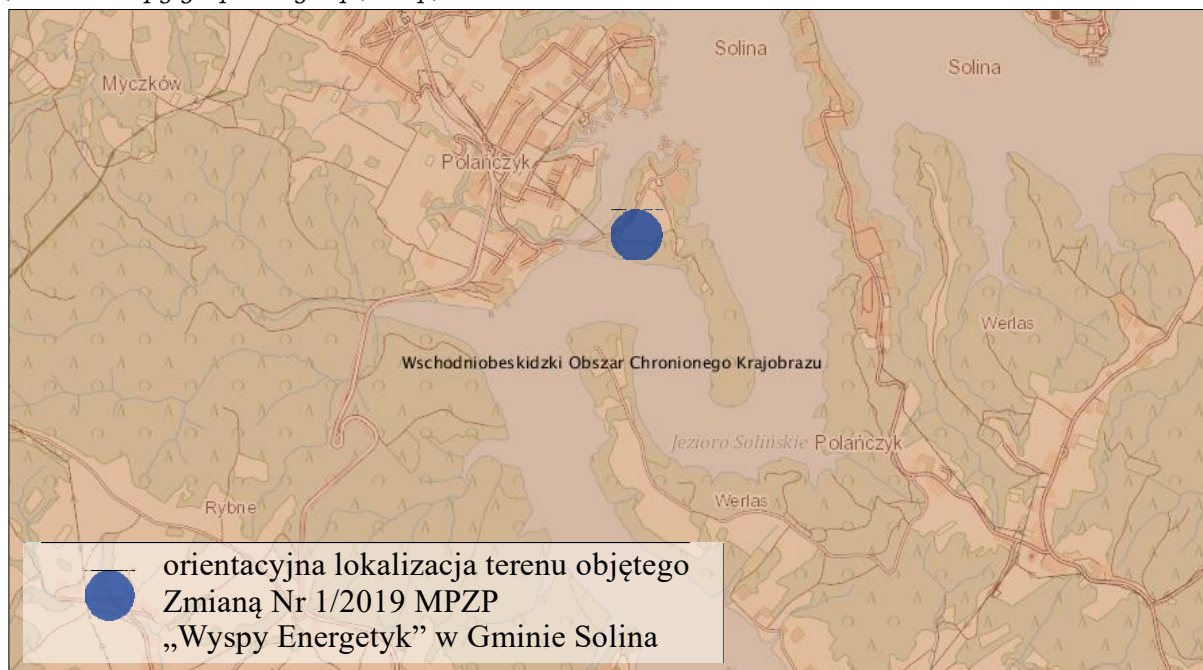 Solina
Solina
Myczków
Polańczyk
Werlas
Wschodniobeskidzki Obszar Chronionego Krajobrazu
Jezioro Solińskie Polańczyk
Werlas
Rybne
orientacyjna lokalizacja terenu objętego
Zmianą Nr 1/2019 MPZP
„Wyspy Energetyk” w Gminie Solina